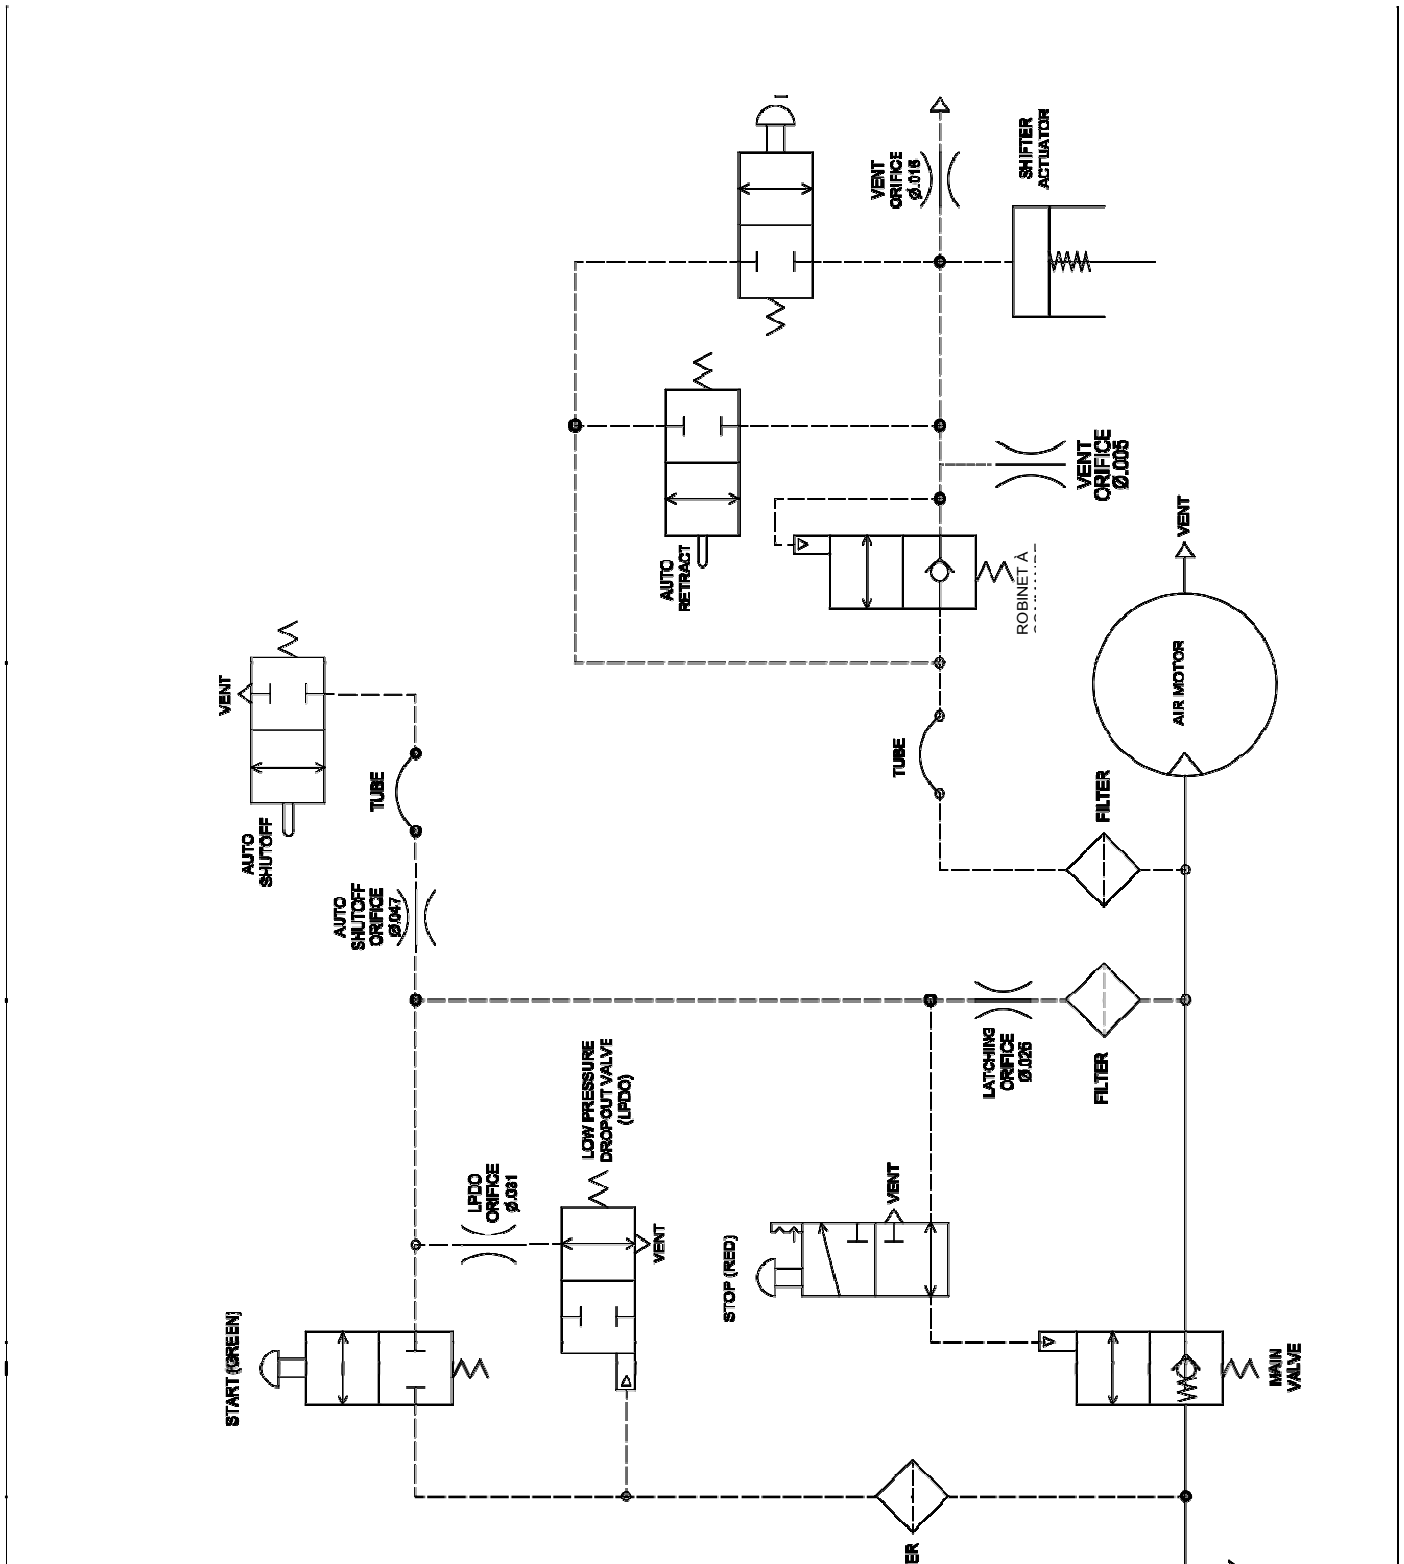 VENT
ORIFICE
Ø.016
SHIFTER
ACTUATOR
VENT
ORIFICE
Ø.005
AUTO
RETRACT
ROBINET À
VENT
AIR MOTOR
VENT
AUTO
SHUTOFF
TUBE
TUBE
FILTER
AUTO
SHUTOFF
ORIFICE
Ø.047
LATCHING
ORIFICE
Ø.026
FILTER
LOW PRESSURE
DROPOUT VALVE
(LPDO)
LPDO
ORIFICE
Ø.031
VENT
VENT
STOP (RED)
START (GREEN)
MAIN
VALVE
ER